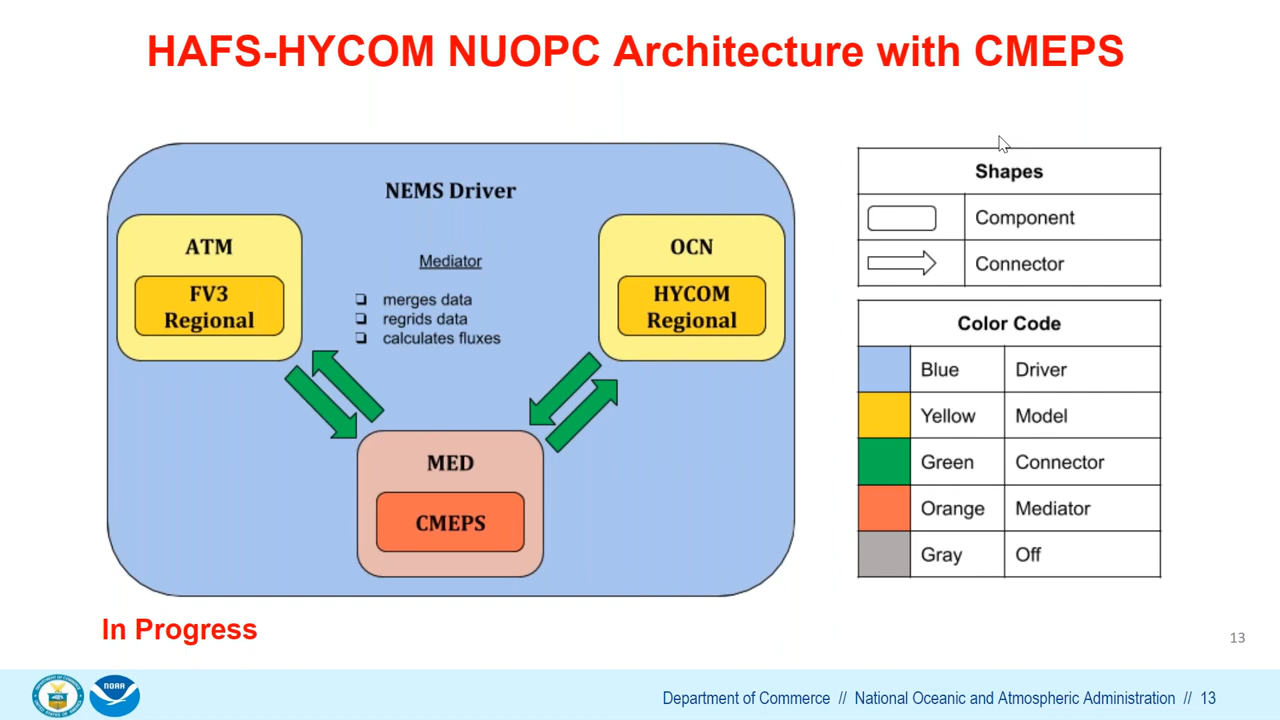 HAFS-HYCOM NUOPC Architecture with CMEPS
NEMS Driver
ATM
FV3
Regional
Mediator
❑ merges data
❑ regrids data
❑ calculates fluxes
OCN
HYCOM
Regional
MED
CMEPS
Shapes
Component
Connector
Color Code
Blue Driver
Yellow Model
Green Connector
Orange Mediator
Gray Off
In Progress
13
NOAA
Department of Commerce // National Oceanic and Atmospheric Administration // 13